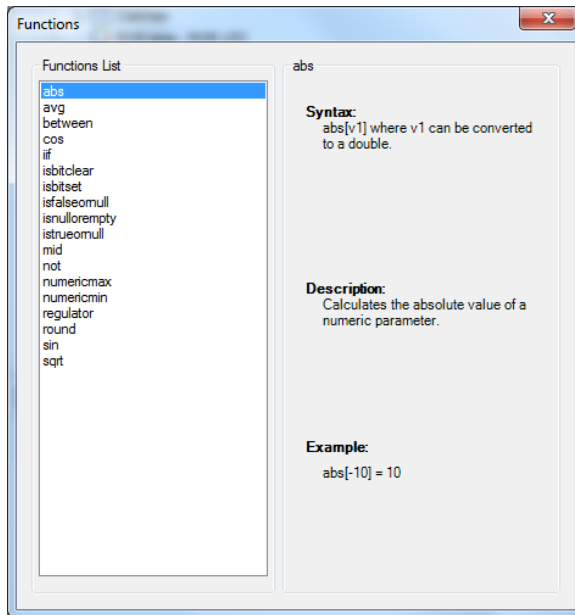 Functions
Functions List
abs
avg
between
cos
iif
isbitclear
isbitset
isfalseornull
isnullorempty
istrueornull
mid
not
numericmax
numericmin
regulator
round
sin
sqrt
abs
Syntax:
abs[v1] where v1 can be converted
to a double.
Description:
Calculates the absolute value of a
numeric parameter.
Example:
abs[-10] = 10